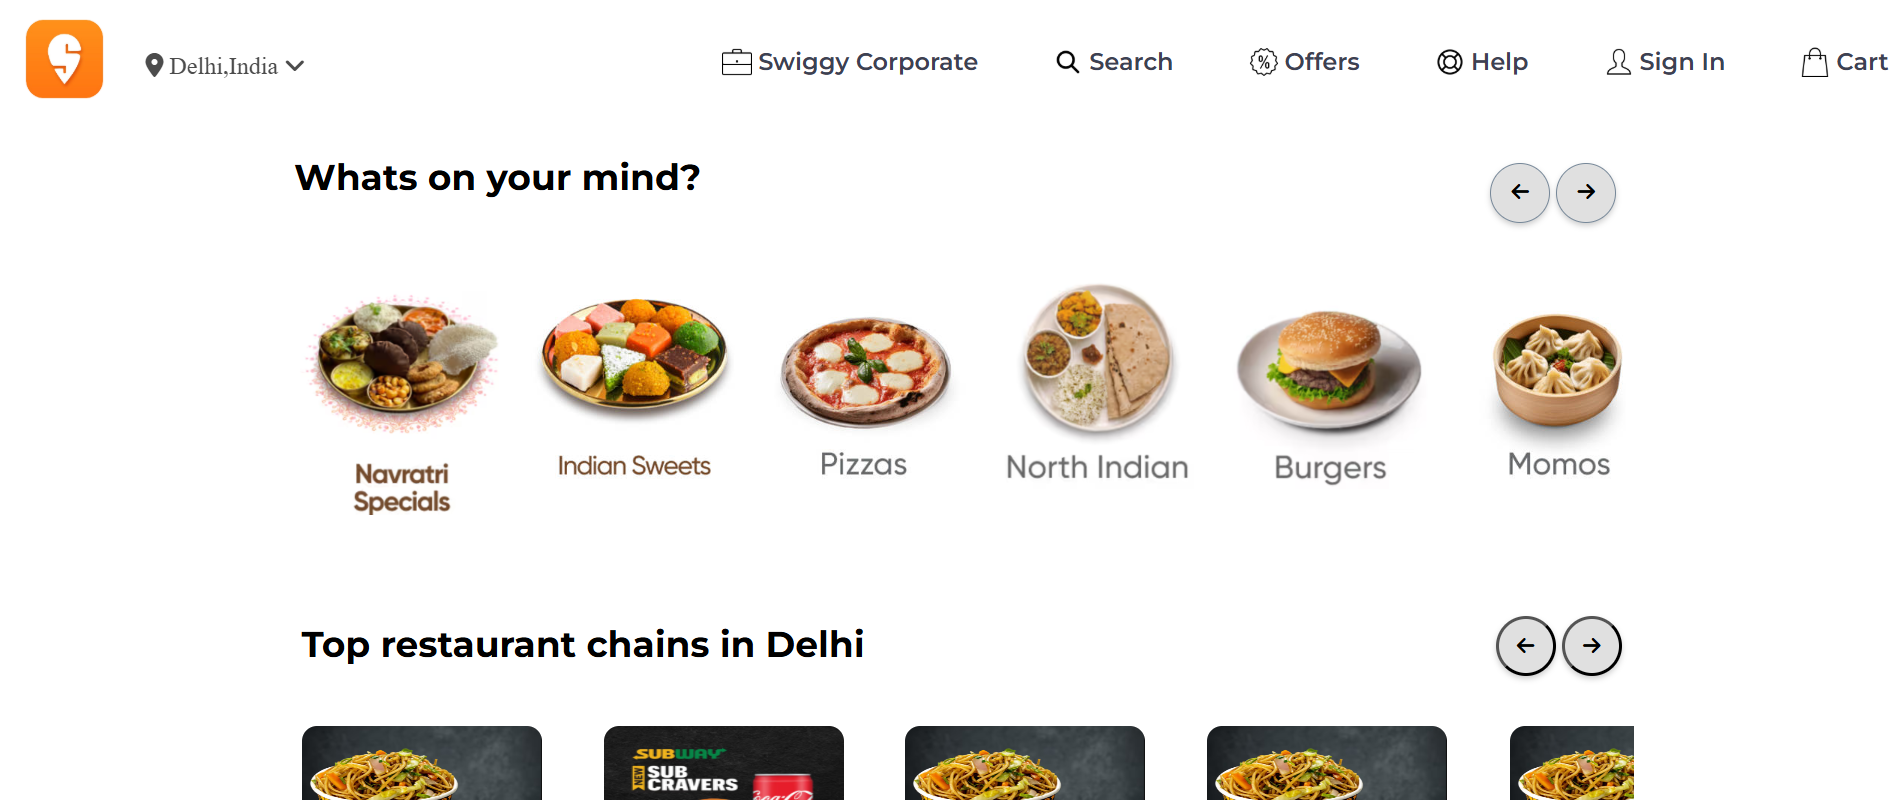 Delhi,India
Swiggy Corporate
Search
Offers
Help
Sign In
Cart
Whats on your mind?
Navratri
Specials
Indian Sweets
Pizzas
North Indian
Burgers
Momos
Top restaurant chains in Delhi
SUBWAY
NEW
SUB
CRAVERS
Coca-C